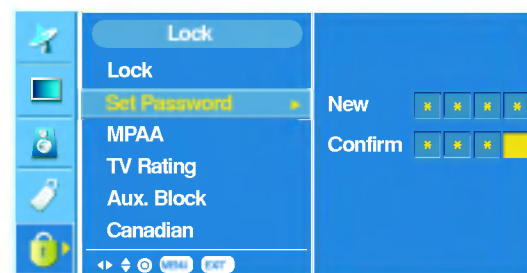 Lock
Lock
Set Password
New * * * *
MPAA
Confirm * * *
TV Rating
Aux. Block
Canadian
MENU EXIT